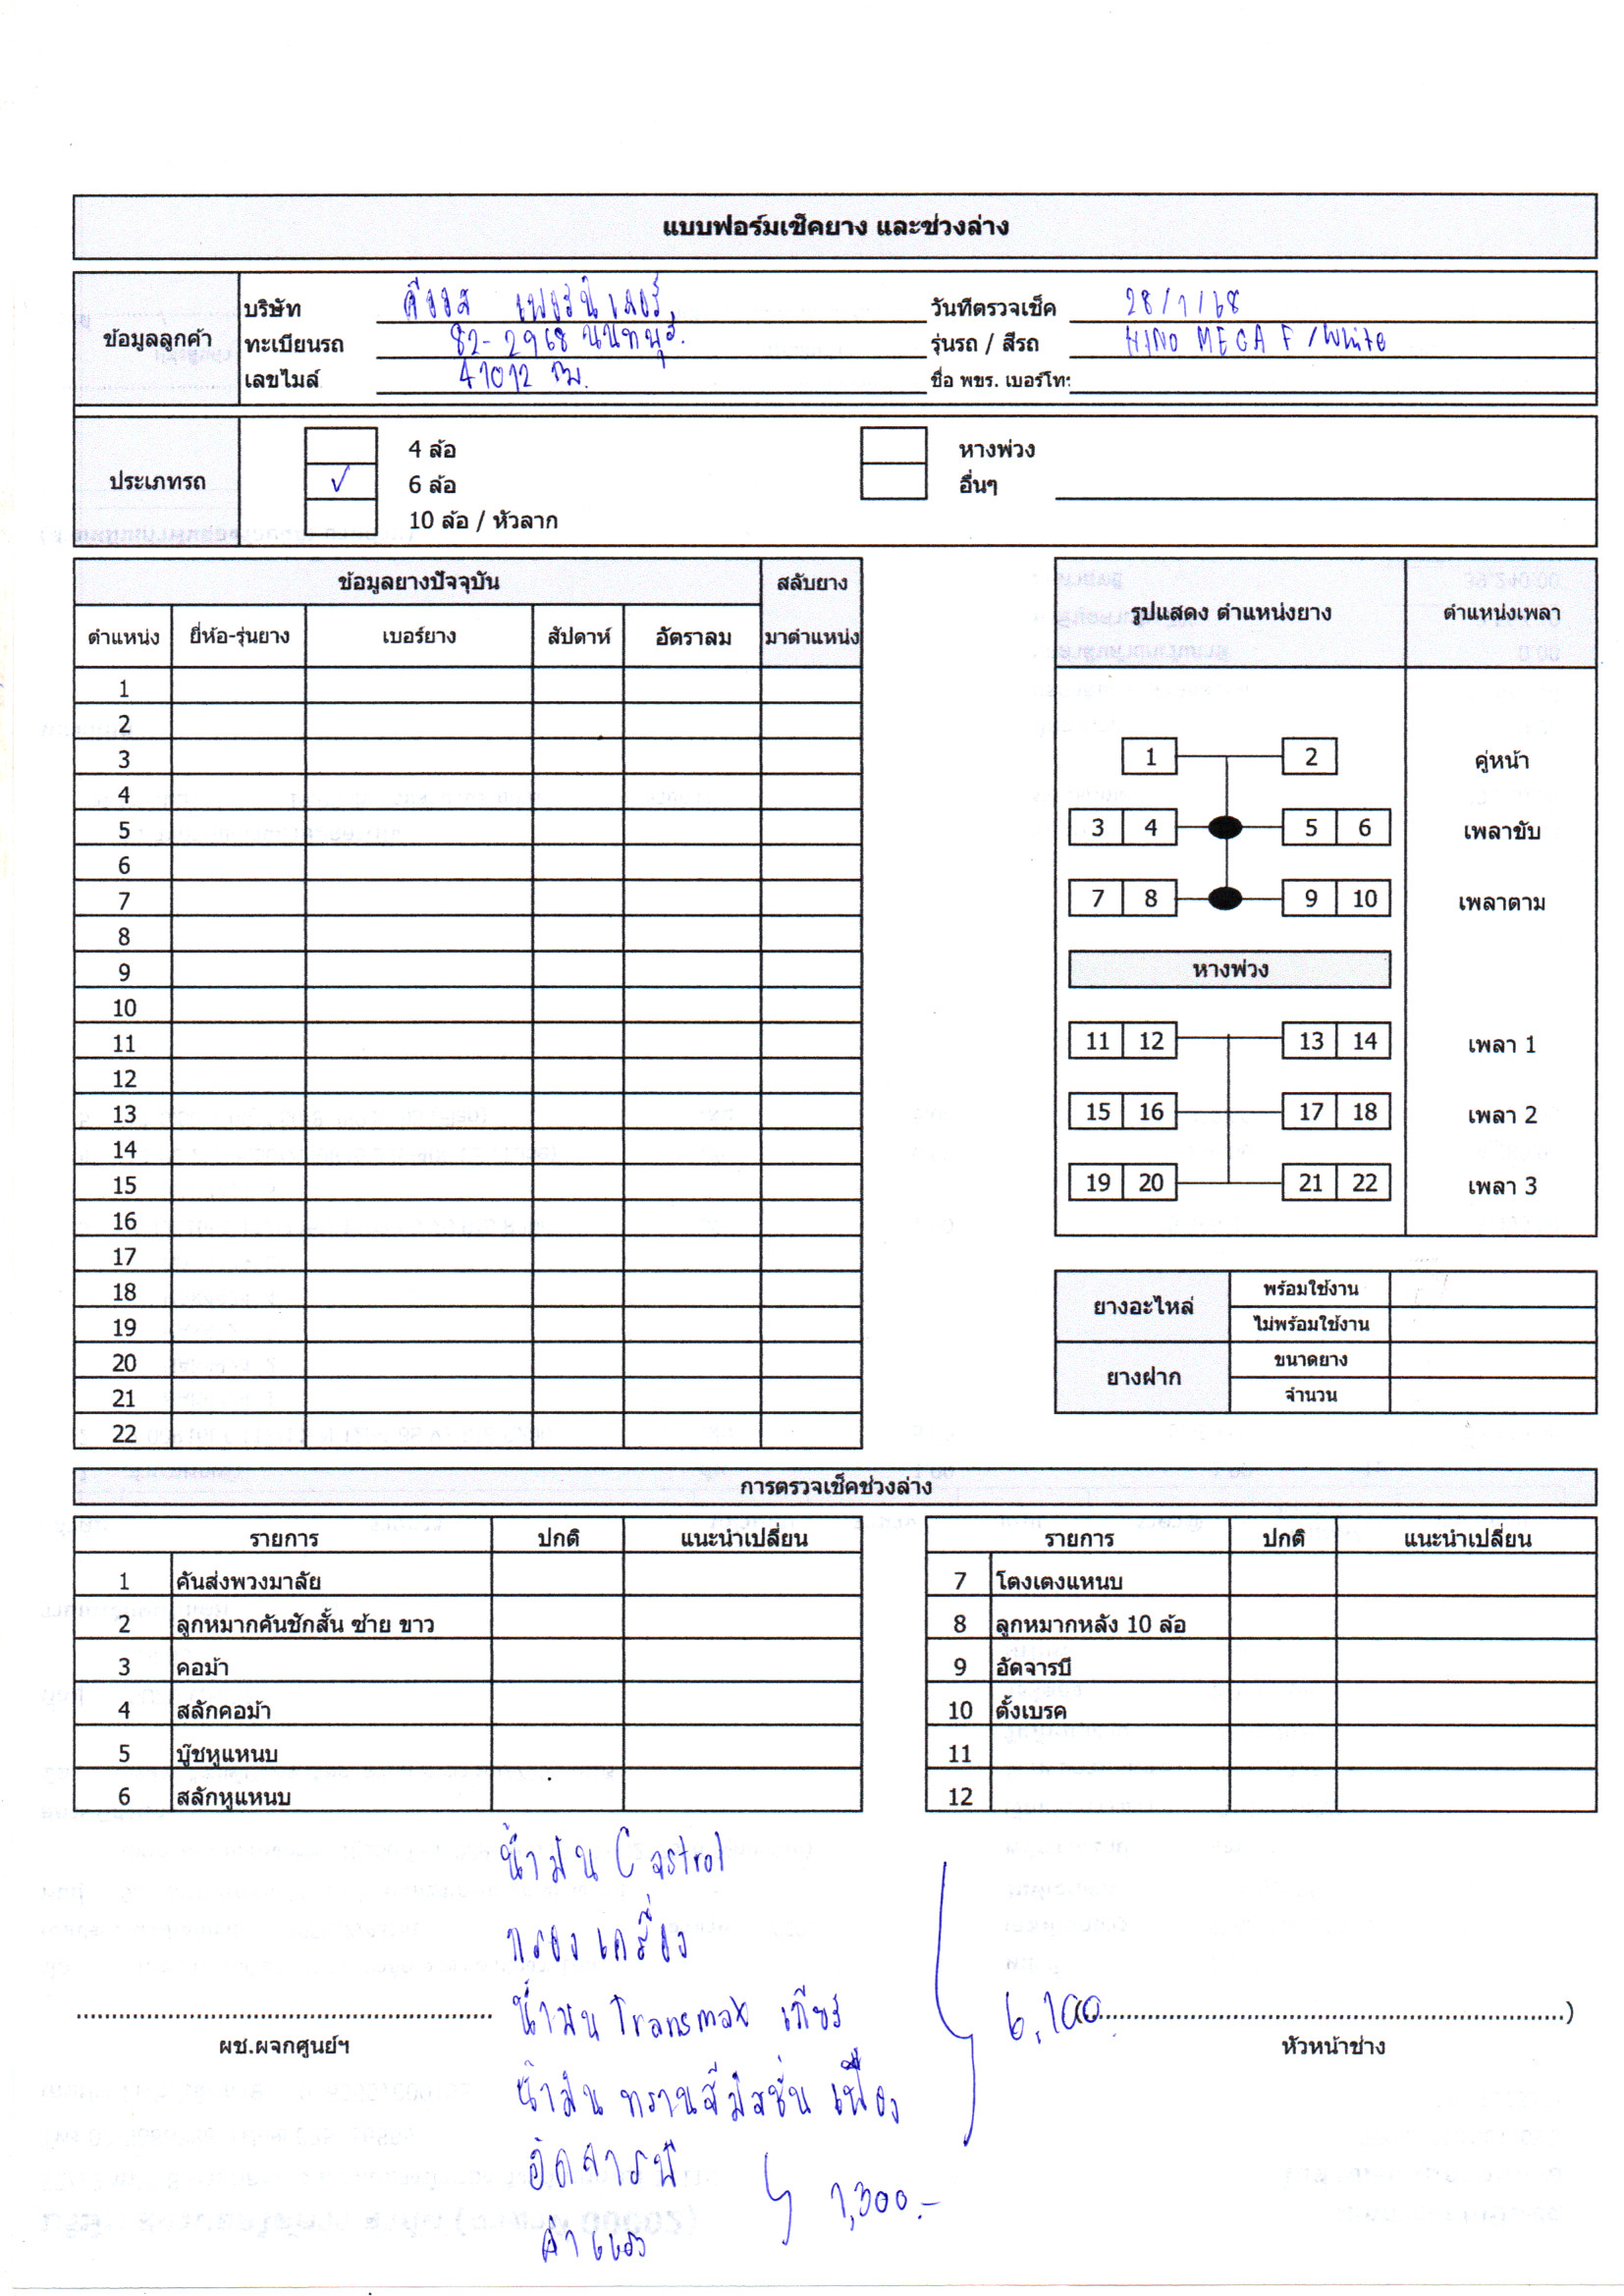 แบบฟอร์มเช็คยาง และช่วงล่าง
ข้อมูลลูกค้า
บริษัท คีออส เฟอร์นิเจอร์ วันที่ตรวจเช็ค 28/1/68
ทะเบียนรถ 82-2968 นนทบุรี รุ่นรถ / สีรถ HINO MEGA F /White
เลขไมล์ 41012 กม. ชื่อ พขร. เบอร์โทร
ประเภทรถ
4 ล้อ หางพ่วง
✓ 6 ล้อ อื่นๆ
10 ล้อ / หัวลาก
ข้อมูลยางปัจจุบัน สลับยาง
ตำแหน่ง ยี่ห้อ-รุ่นยาง เบอร์ยาง สัปดาห์ อัตราลม มาตำแหน่ง
1
2
3
4
5
6
7
8
9
10
11
12
13
14
15
16
17
18
19
20
21
22
รูปแสดง ตำแหน่งยาง ตำแหน่งเพลา
1 2 คู่หน้า
3 4 5 6 เพลาขับ
7 8 9 10 เพลาตาม
หางพ่วง
11 12 13 14 เพลา 1
15 16 17 18 เพลา 2
19 20 21 22 เพลา 3
ยางอะไหล่ พร้อมใช้งาน
ไม่พร้อมใช้งาน
ยางฝาก ขนาดยาง
จำนวน
การตรวจเช็คช่วงล่าง
รายการ ปกติ แนะนำเปลี่ยน
1 คันส่งพวงมาลัย
2 ลูกหมากคันชักสั้น ซ้าย ขาว
3 คอม้า
4 สลักคอม้า
5 บู๊ชหูแหนบ
6 สลักหูแหนบ
รายการ ปกติ แนะนำเปลี่ยน
7 โตงเตงแหนบ
8 ลูกหมากหลัง 10 ล้อ
9 อัดจารบี
10 ตั้งเบรค
11
12
น้ำมัน Castrol
กรองเครื่อง
น้ำมัน Transmax เกียร์
น้ำมัน ทรานสมิสชั่น เฟือง
6,100
อัดจารบี
ค่าแรง
1,300.-
ผช.ผจกศูนย์ฯ
หัวหน้าช่าง